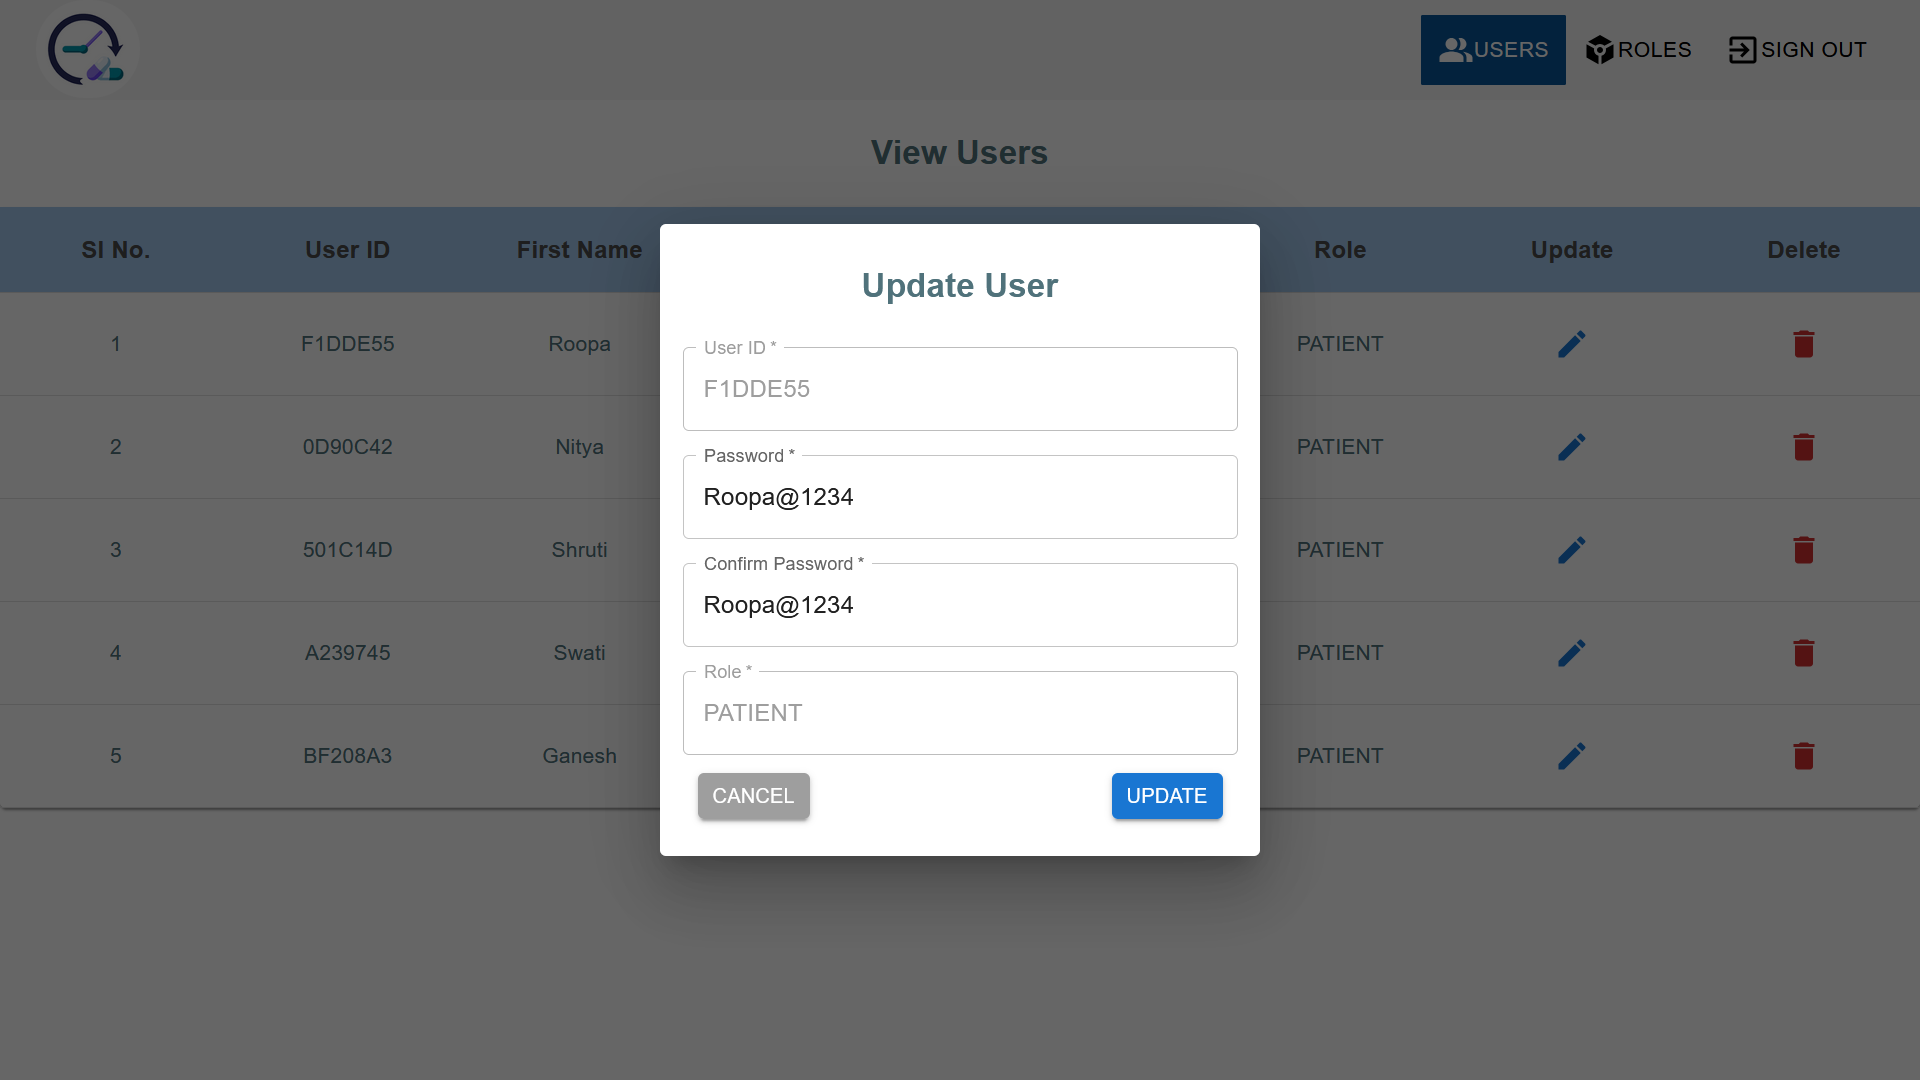 USERS ROLES SIGN OUT
View Users
Sl No. User ID First Name Role Update Delete
1 F1DDE55 Roopa PATIENT
2 0D90C42 Nitya PATIENT
3 501C14D Shruti PATIENT
4 A239745 Swati PATIENT
5 BF208A3 Ganesh PATIENT
Update User
User ID *
F1DDE55
Password *
Roopa@1234
Confirm Password *
Roopa@1234
Role *
PATIENT
CANCEL UPDATE